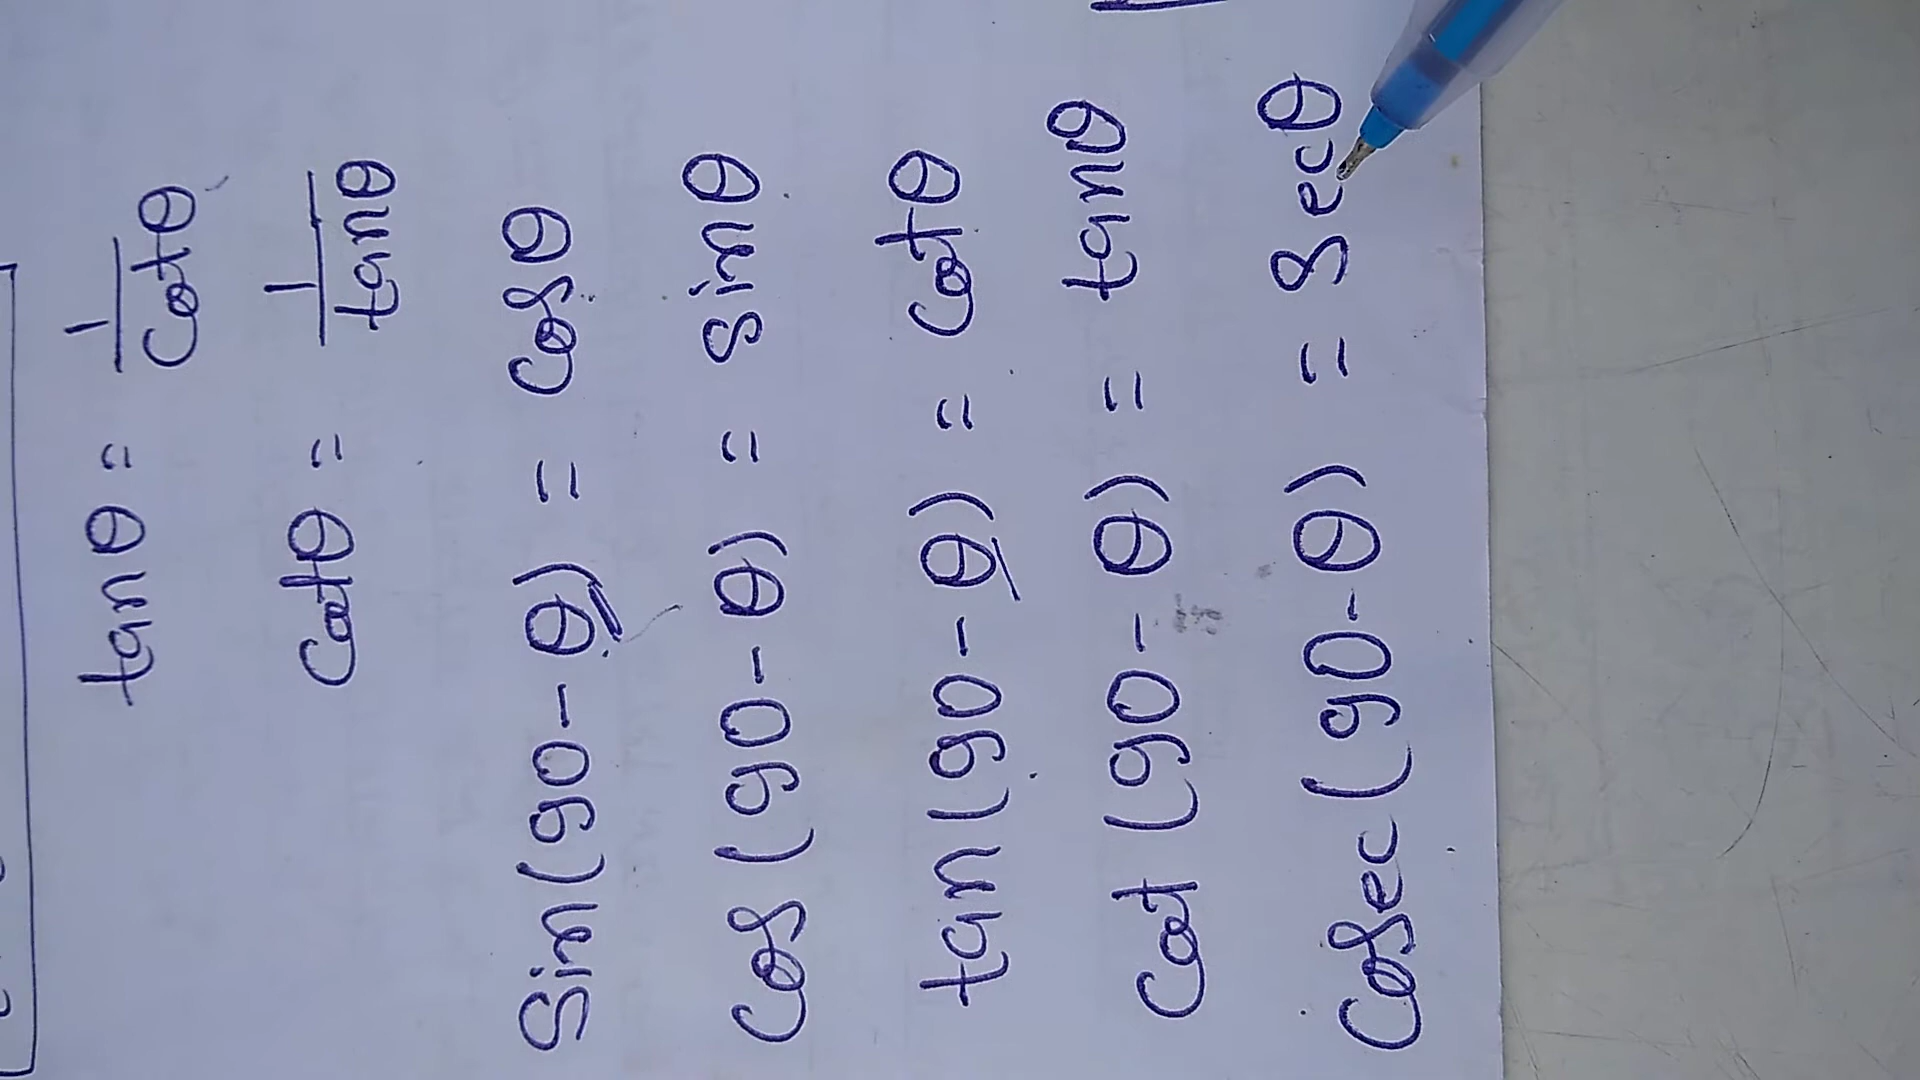 tanθ = 1/cotθ
cotθ = 1/tanθ
Sin(90-θ) = cosθ
Cos(90-θ) = Sinθ
tan(90-θ) = cotθ
Cot(90-θ) = tanθ
Cosec(90-θ) = Secθ